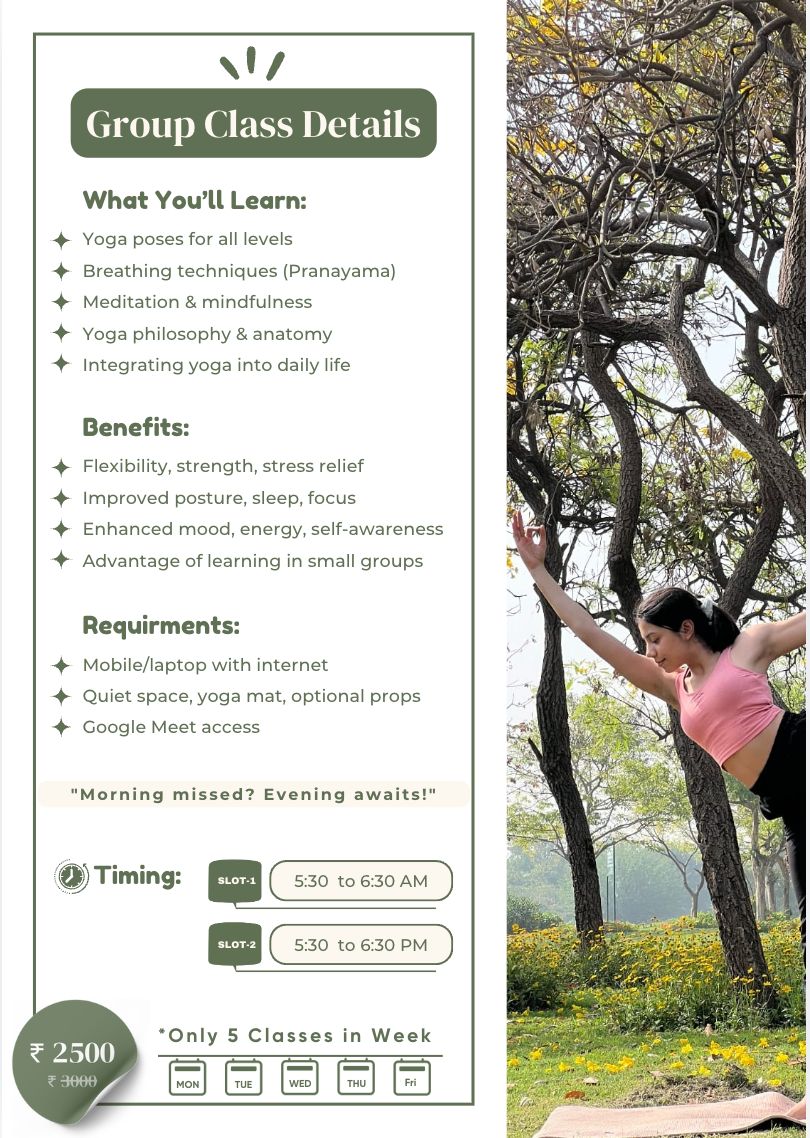 Group Class Details
What You'll Learn:
Yoga poses for all levels
Breathing techniques (Pranayama)
Meditation & mindfulness
Yoga philosophy & anatomy
Integrating yoga into daily life
Benefits:
Flexibility, strength, stress relief
Improved posture, sleep, focus
Enhanced mood, energy, self-awareness
Advantage of learning in small groups
Requirments:
Mobile/laptop with internet
Quiet space, yoga mat, optional props
Google Meet access
"Morning missed? Evening awaits!"
Timing:
SLOT-1 5:30 to 6:30 AM
SLOT-2 5:30 to 6:30 PM
*Only 5 Classes in Week
MON TUE WED THU Fri
₹ 2500
₹ 3000